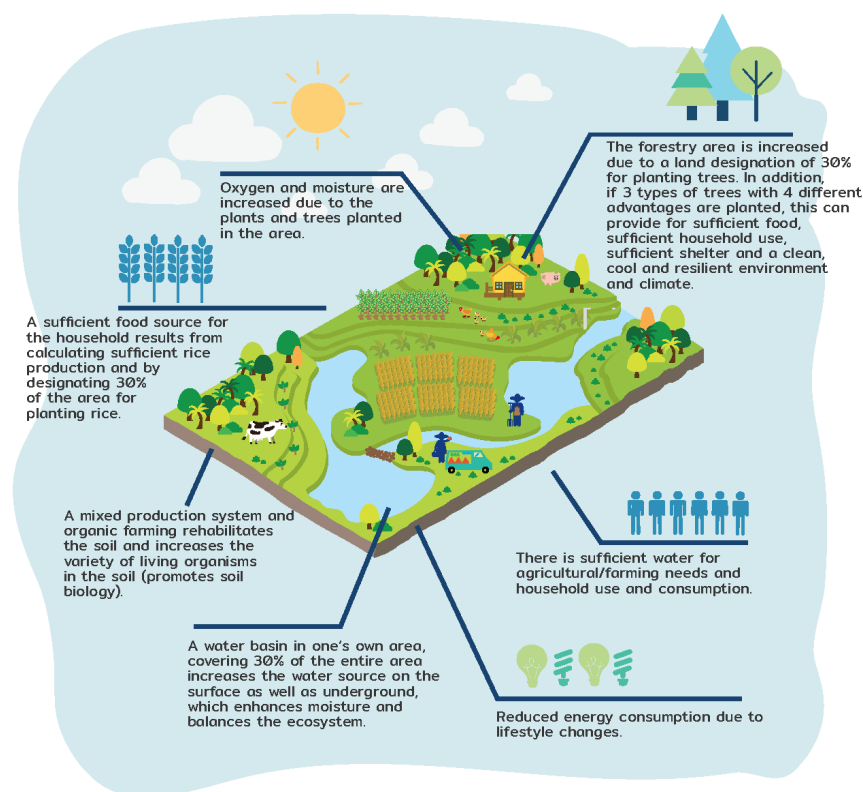 The forestry area is increased
due to a land designation of 30%
for planting trees. In addition,
if 3 types of trees with 4 different
advantages are planted, this can
provide for sufficient food,
sufficient household use,
sufficient shelter and a clean,
cool and resilient environment
and climate.
Oxygen and moisture are
increased due to the
plants and trees planted
in the area.
A sufficient food source for
the household results from
calculating sufficient rice
production and by
designating 30%
of the area for
planting rice.
A mixed production system and
organic farming rehabilitates
the soil and increases the
variety of living organisms
in the soil (promotes soil
biology).
There is sufficient water for
agricultural/farming needs and
household use and consumption.
A water basin in one's own area,
covering 30% of the entire area
increases the water source on the
surface as well as underground,
which enhances moisture and
balances the ecosystem.
Reduced energy consumption due to
lifestyle changes.